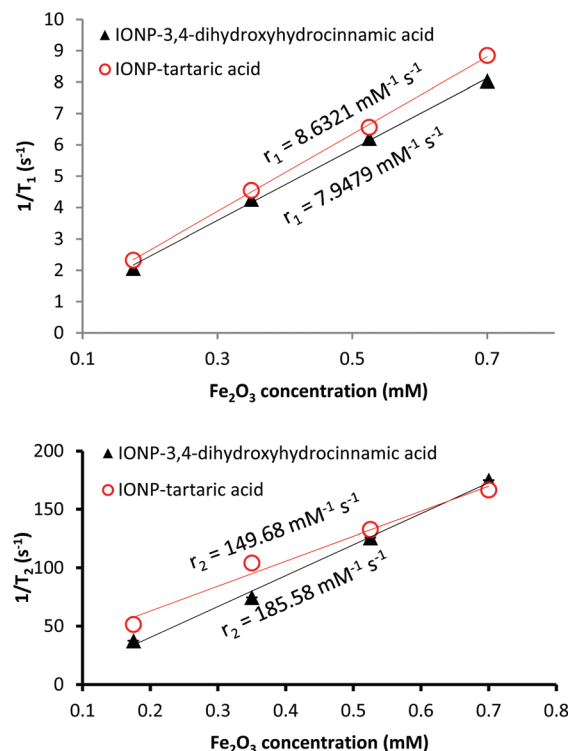 10
9
8
7
6
5
4
3
2
1
0
1/T₁ (s⁻¹)
▲ IONP-3,4-dihydroxyhydrocinnamic acid
○ IONP-tartaric acid
r₁ = 8.6321 mM⁻¹ s⁻¹
r₁ = 7.9479 mM⁻¹ s⁻¹
0.1 0.3 0.5 0.7
Fe₂O₃ concentration (mM)
200
150
100
50
0
1/T₂ (s⁻¹)
▲ IONP-3,4-dihydroxyhydrocinnamic acid
○ IONP-tartaric acid
r₂ = 149.68 mM⁻¹ s⁻¹
r₂ = 185.58 mM⁻¹ s⁻¹
0.1 0.2 0.3 0.4 0.5 0.6 0.7 0.8
Fe₂O₃ concentration (mM)